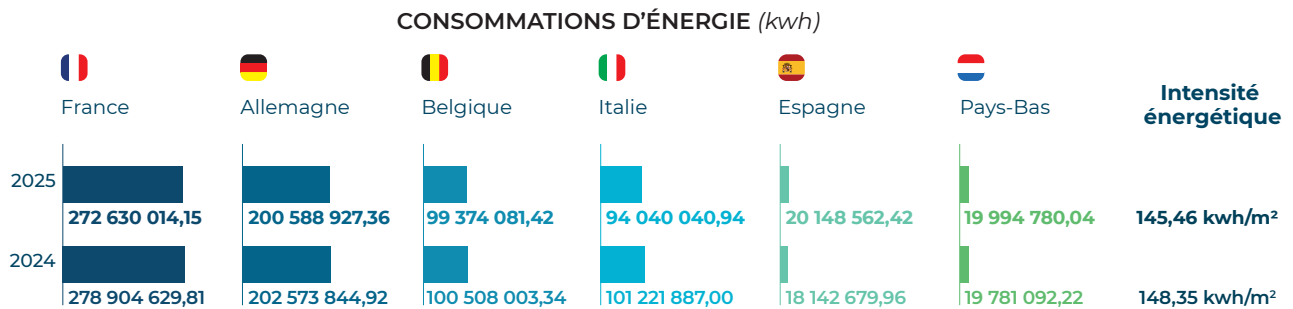 CONSOMMATIONS D’ÉNERGIE (kwh)
France Allemagne Belgique Italie Espagne Pays-Bas Intensité énergétique
2025
272 630 014,15 200 588 927,36 99 374 081,42 94 040 040,94 20 148 562,42 19 994 780,04 145,46 kwh/m²
2024
278 904 629,81 202 573 844,92 100 508 003,34 101 221 887,00 18 142 679,96 19 781 092,22 148,35 kwh/m²